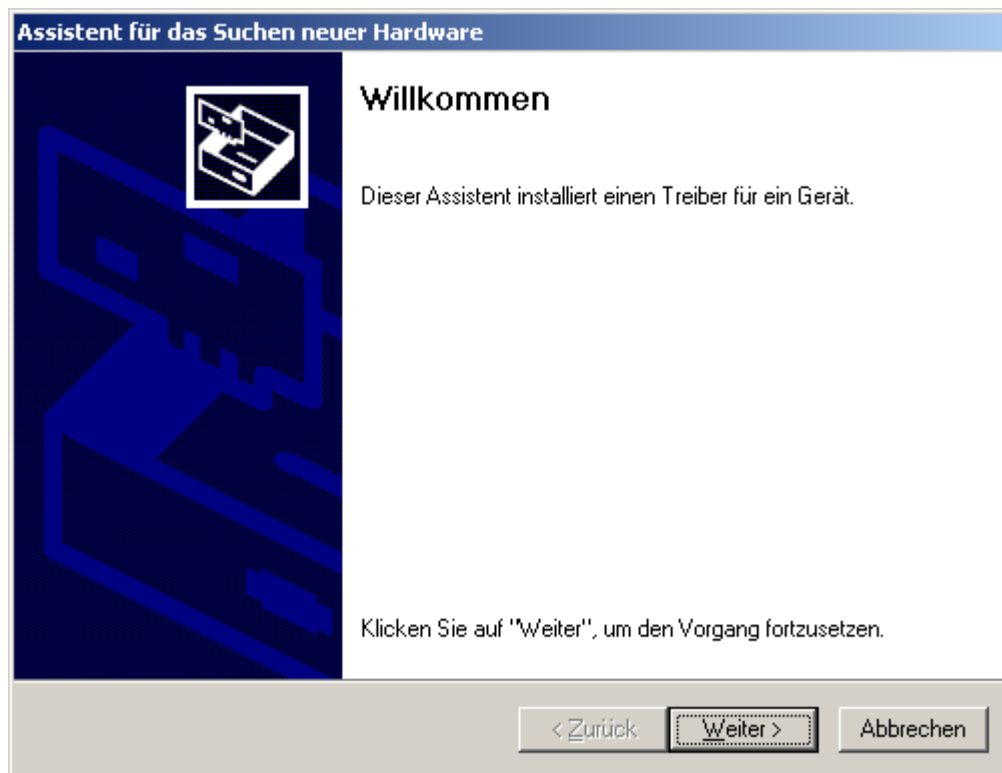 Assistent für das Suchen neuer Hardware
Willkommen
Dieser Assistent installiert einen Treiber für ein Gerät.
Klicken Sie auf "Weiter", um den Vorgang fortzusetzen.
< Zurück Weiter > Abbrechen